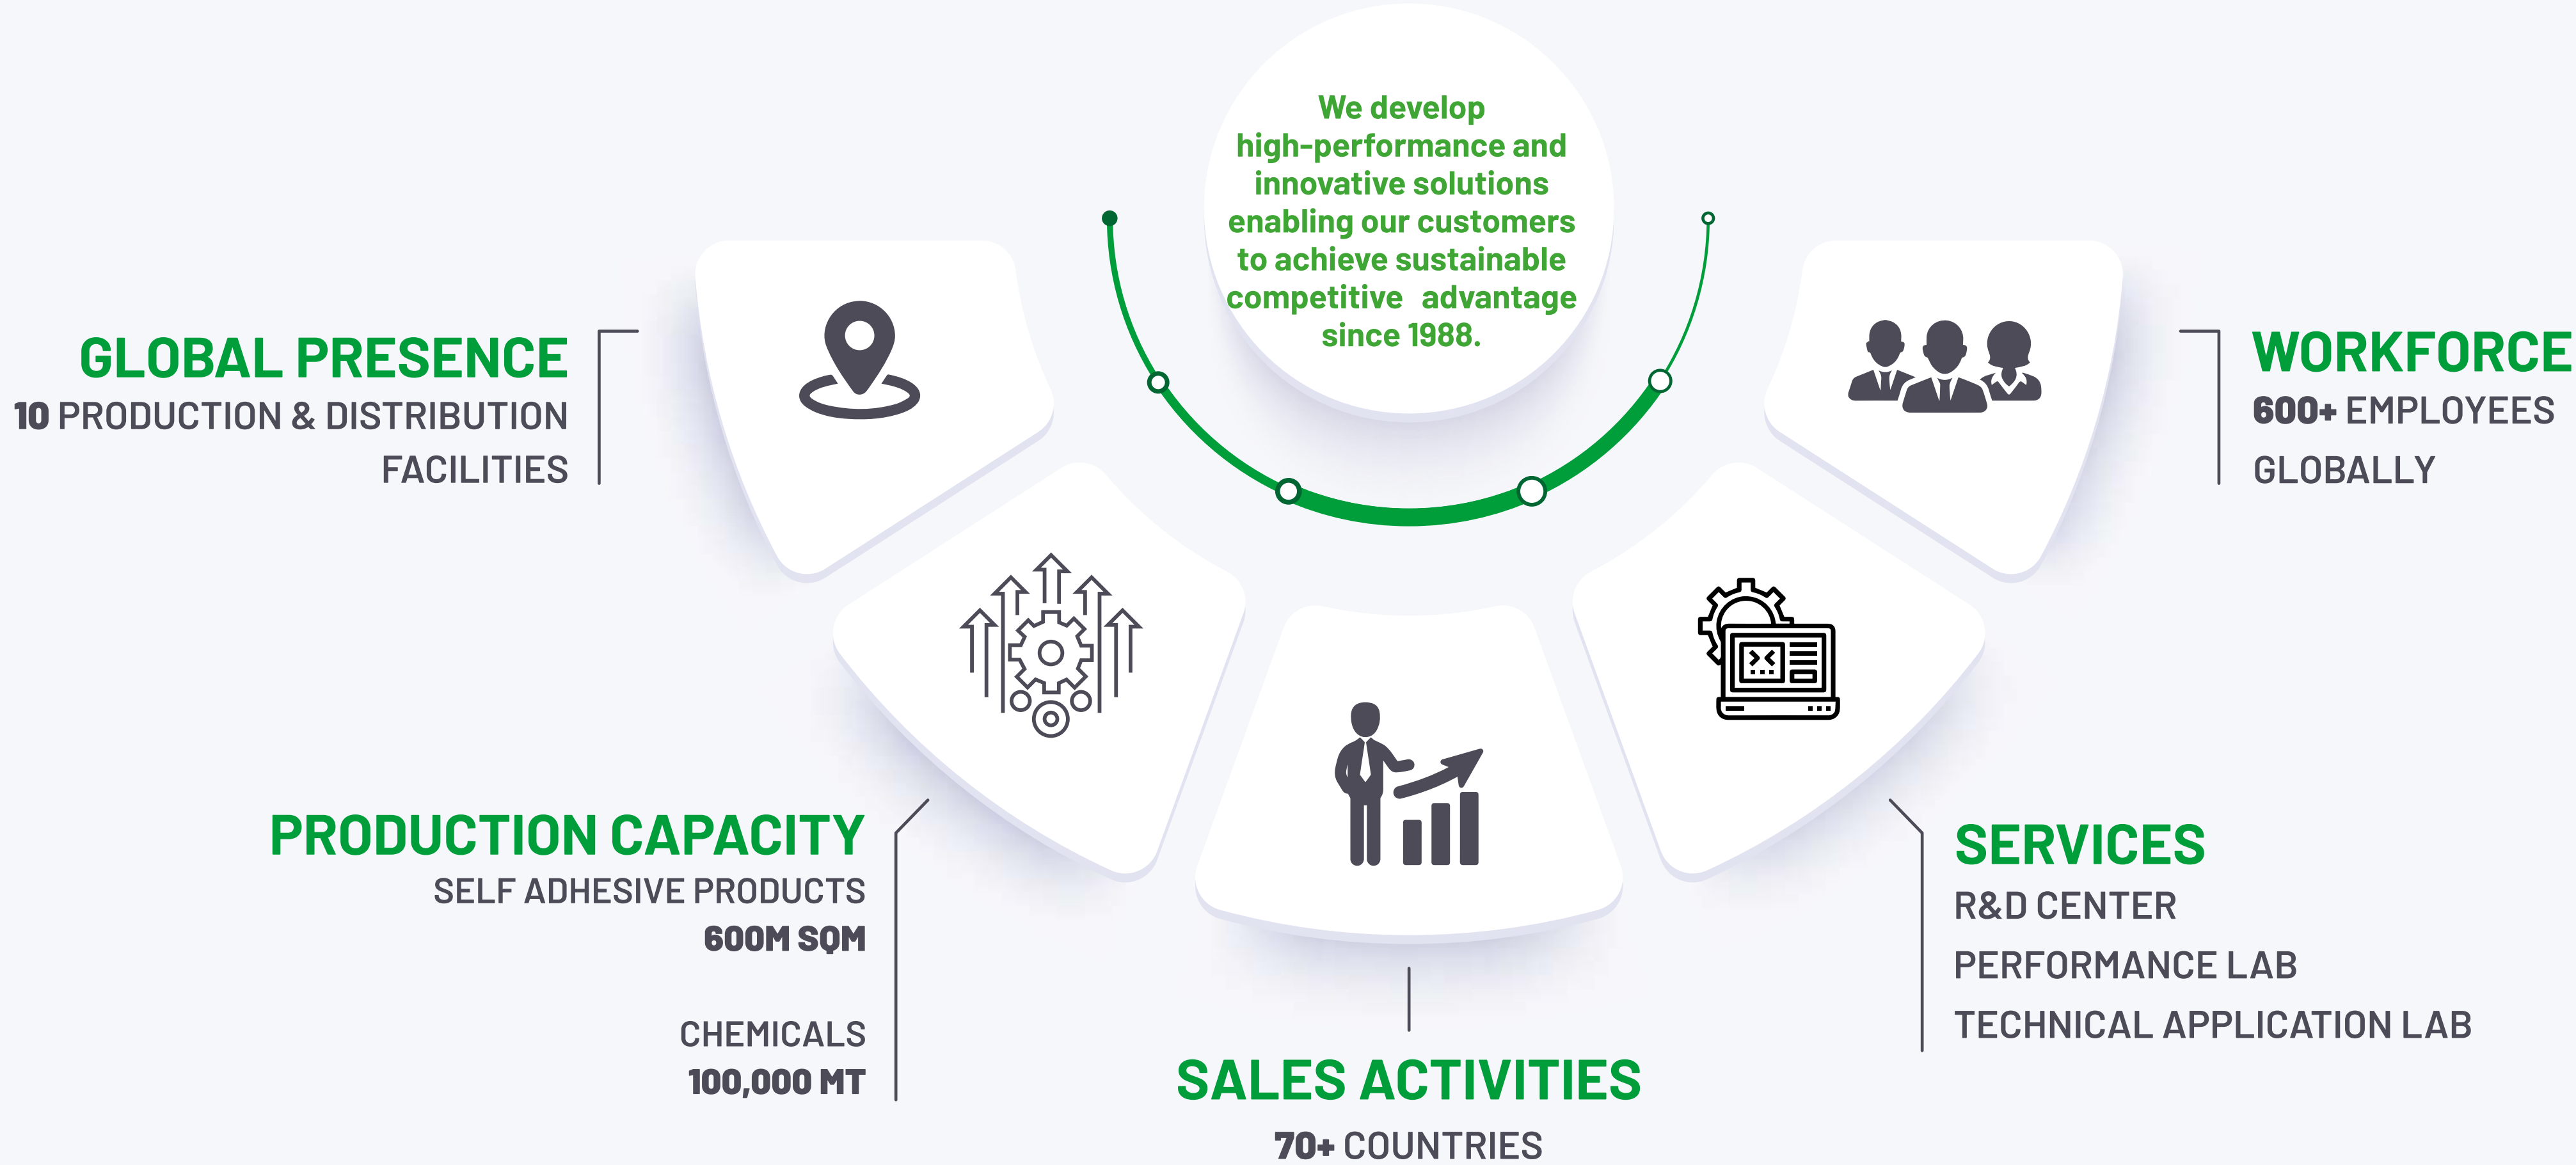 We develop
high-performance and
innovative solutions
enabling our customers
to achieve sustainable
competitive advantage
since 1988.
GLOBAL PRESENCE
10 PRODUCTION & DISTRIBUTION
FACILITIES
PRODUCTION CAPACITY
SELF ADHESIVE PRODUCTS
600M SQM
CHEMICALS
100,000 MT
SALES ACTIVITIES
70+ COUNTRIES
SERVICES
R&D CENTER
PERFORMANCE LAB
TECHNICAL APPLICATION LAB
WORKFORCE
600+ EMPLOYEES
GLOBALLY